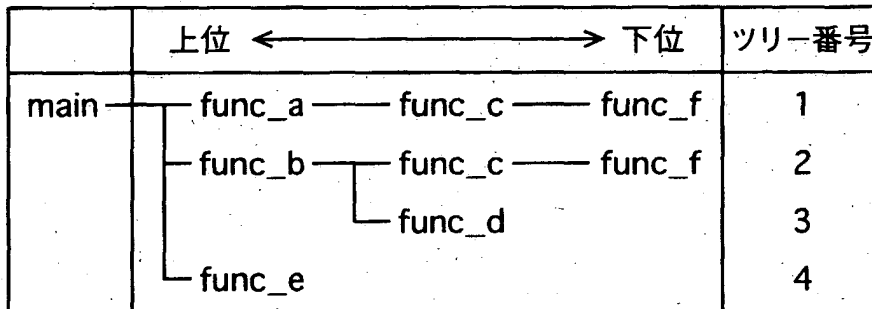 上位 ⟷ 下位 ツリー番号
main func_a func_c func_f 1
func_b func_c func_f 2
func_d 3
func_e 4